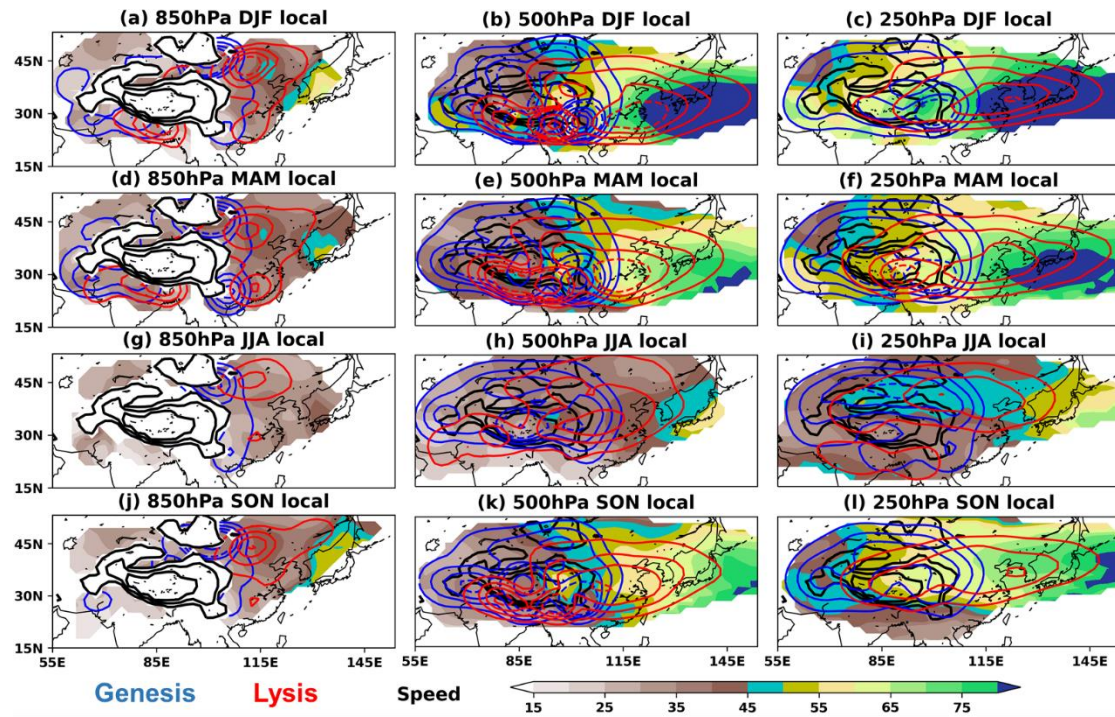 (a) 850hPa DJF local (b) 500hPa DJF local (c) 250hPa DJF local
45N
30N
15N
(d) 850hPa MAM local (e) 500hPa MAM local (f) 250hPa MAM local
45N
30N
15N
(g) 850hPa JJA local (h) 500hPa JJA local (i) 250hPa JJA local
45N
30N
15N
(j) 850hPa SON local (k) 500hPa SON local (l) 250hPa SON local
45N
30N
15N
55E 85E 115E 145E 55E 85E 115E 145E 55E 85E 115E 145E
Genesis Lysis Speed
15 25 35 45 55 65 75